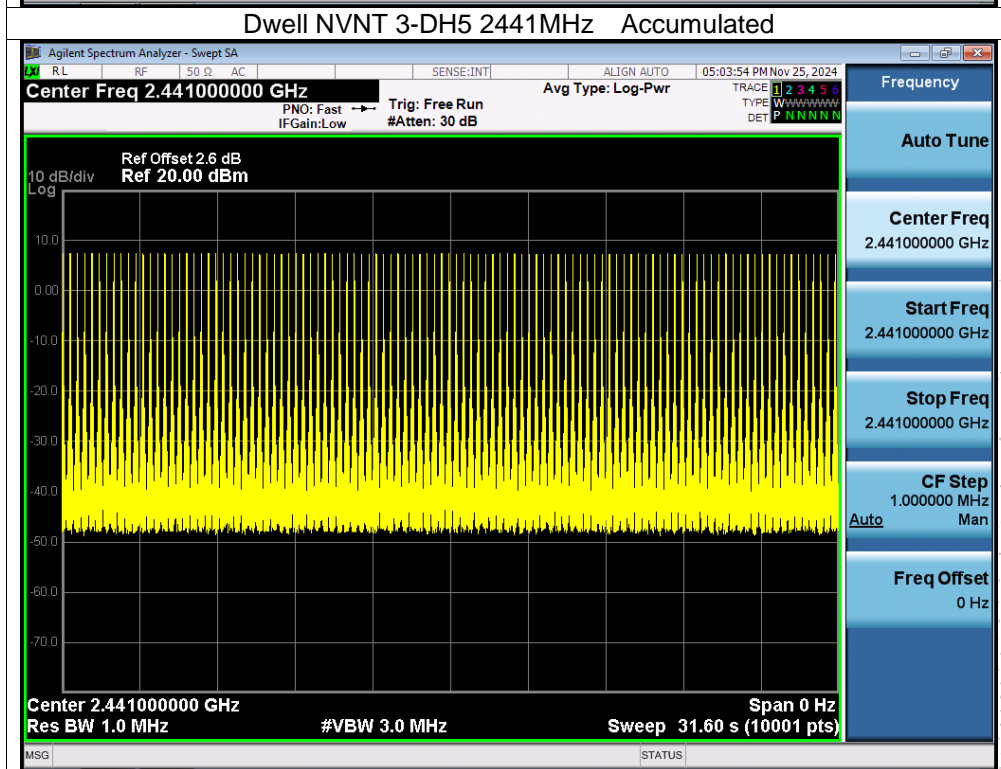 Dwell NVNT 3-DH5 2441MHz Accumulated
Agilent Spectrum Analyzer - Swept SA
LXI RL RF 50 Ω AC SENSE:INT ALIGN AUTO 05:03:54 PM Nov 25, 2024
Center Freq 2.441000000 GHz
PNO: Fast Trig: Free Run
IFGain:Low #Atten: 30 dB
Avg Type: Log-Pwr
TRACE 1 2 3 4 5 6
TYPE WWWWWWW
DET P N N N N N
Frequency
Auto Tune
Center Freq
2.441000000 GHz
Start Freq
2.441000000 GHz
Stop Freq
2.441000000 GHz
CF Step
1.000000 MHz
Auto Man
Freq Offset
0 Hz
Ref Offset 2.6 dB
10 dB/div Ref 20.00 dBm
Log
10.0
0.00
-10.0
-20.0
-30.0
-40.0
-50.0
-60.0
-70.0
Center 2.441000000 GHz Span 0 Hz
Res BW 1.0 MHz #VBW 3.0 MHz Sweep 31.60 s (10001 pts)
MSG STATUS